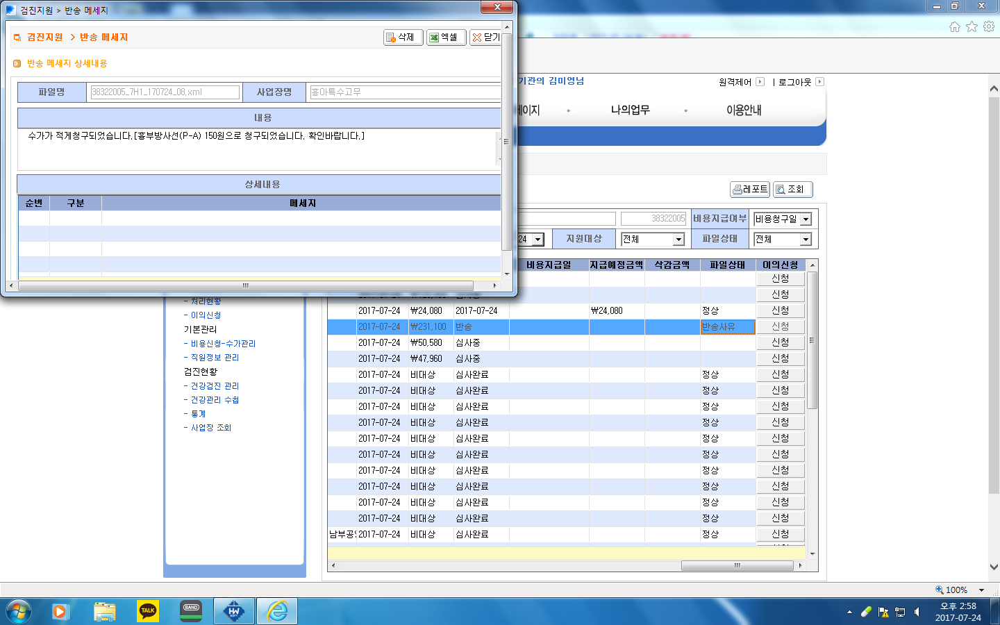 검진지원 > 반송 메세지
검진지원 > 반송 메세지
삭제
엑셀
닫기
반송 메세지 상세내용
파일명
38322005_7H1_170724_08.xml
사업장명
흥아특수고무
내용
수가가 적게청구되었습니다.[흉부방사선(P-A) 150원으로 청구되었습니다. 확인바랍니다.]
상세내용
순번 구분 메세지
기관의 김미영님
원격제어 | 로그아웃
나의업무
이용안내
레포트
조회
38322005
비용지급여부
비용청구일
24
지원대상
전체
파일상태
전체
비용지급일 지급예정금액 삭감금액 파일상태 이의신청
신청
신청
2017-07-24 ₩24,080 2017-07-24 ₩24,080 정상 신청
2017-07-24 ₩231,100 반송 반송사유 신청
2017-07-24 ₩50,580 심사중 신청
2017-07-24 ₩47,960 심사중 신청
2017-07-24 비대상 심사완료 정상 신청
2017-07-24 비대상 심사완료 정상 신청
2017-07-24 비대상 심사완료 정상 신청
2017-07-24 비대상 심사완료 정상 신청
2017-07-24 비대상 심사완료 정상 신청
2017-07-24 비대상 심사완료 정상 신청
2017-07-24 비대상 심사완료 정상 신청
2017-07-24 비대상 심사완료 정상 신청
2017-07-24 비대상 심사완료 정상 신청
2017-07-24 비대상 심사완료 정상 신청
남부공 2017-07-24 비대상 심사완료 정상 신청
- 처리현황
- 이의신청
기본관리
- 비용신청-수가관리
- 직원정보 관리
검진현황
- 건강검진 관리
- 건강관리 수첩
- 통계
- 사업장 조회
100%
TALK
BAND
HW
오후 2:58
2017-07-24